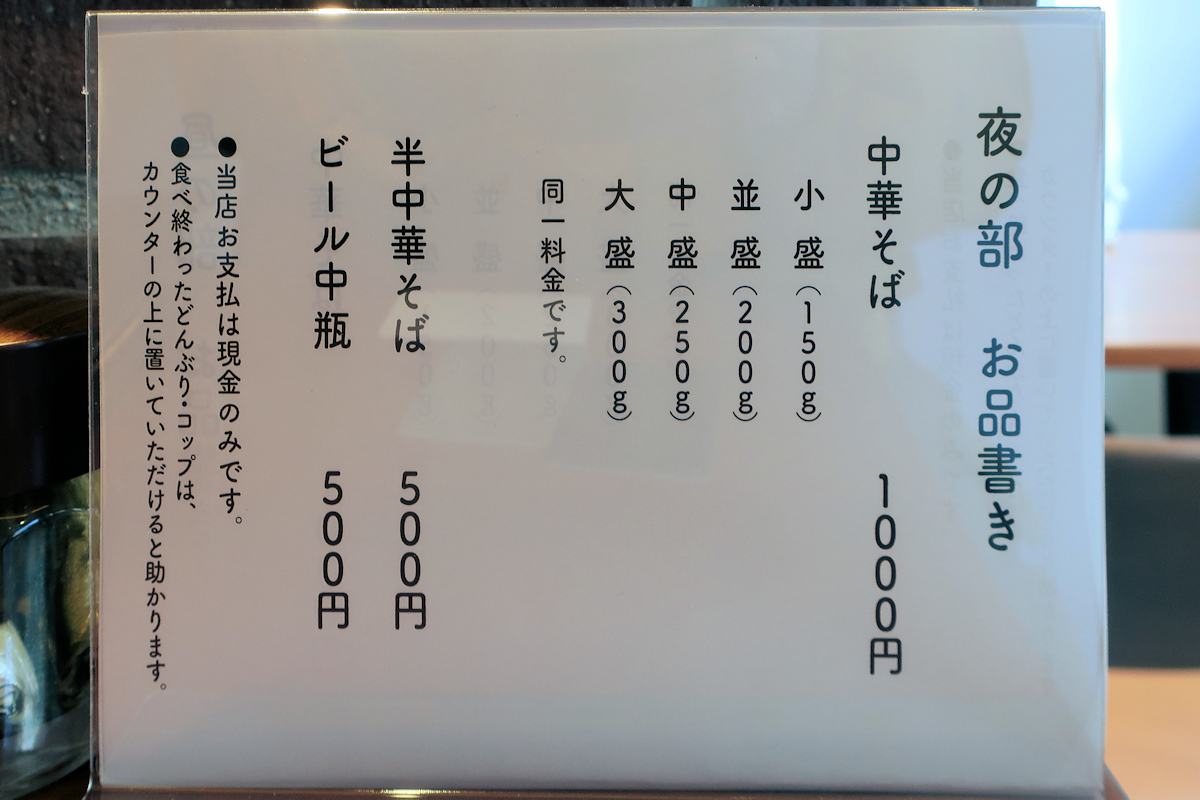 夜の部　お品書き
中華そば　1000円
小盛（150g）
並盛（200g）
中盛（250g）
大盛（300g）
同一料金です。
半中華そば　500円
ビール中瓶　500円
●当店お支払は現金のみです。
●食べ終わったどんぶり・コップは、
カウンターの上に置いていただけると助かります。